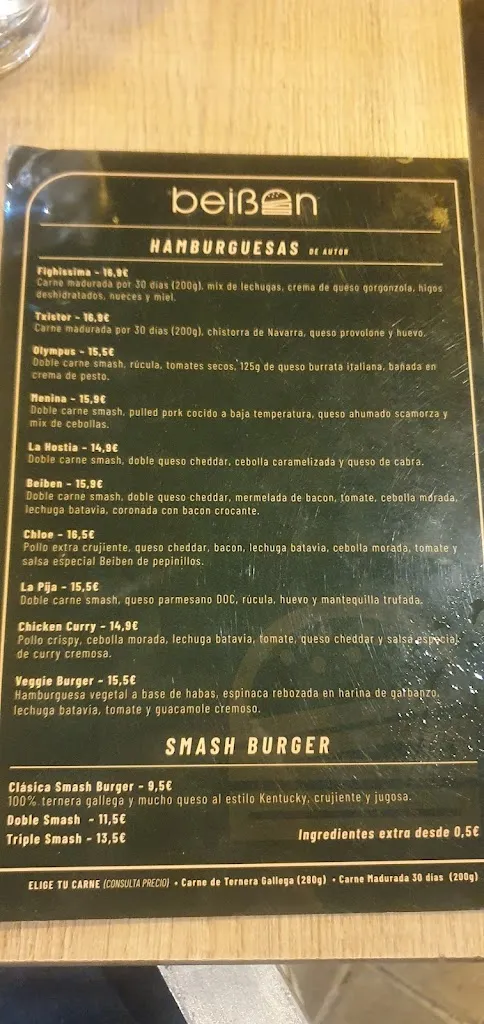 beißen
HAMBURGUESAS DE AUTOR
Fighissima - 16,9€
Carne madurada por 30 días (200g), mix de lechugas, crema de queso gorgonzola, higos
deshidratados, nueces y miel.
Txistor - 16,9€
Carne madurada por 30 días (200g), chistorra de Navarra, queso provolone y huevo.
Olympus - 15,5€
Doble carne smash, rúcula, tomates secos, 125g de queso burrata italiana, bañada en
crema de pesto.
Menina - 15,9€
Doble carne smash, pulled pork cocido a baja temperatura, queso ahumado scamorza y
mix de cebollas.
La Hostia - 14,9€
Doble carne smash, doble queso cheddar, cebolla caramelizada y queso de cabra.
Beiben - 15,9€
Doble carne smash, doble queso cheddar, mermelada de bacon, tomate, cebolla morada,
lechuga batavia, coronada con bacon crocante.
Chloe - 16,5€
Pollo extra crujiente, queso cheddar, bacon, lechuga batavia, cebolla morada, tomate y
salsa especial Beiben de pepinillos.
La Pija - 15,5€
Doble carne smash, queso parmesano DOC, rúcula, huevo y mantequilla trufada.
Chicken Curry - 14,9€
Pollo crispy, cebolla morada, lechuga batavia, tomate, queso cheddar y salsa especial
de curry cremosa.
Veggie Burger - 15,5€
Hamburguesa vegetal a base de habas, espinaca rebozada en harina de garbanzo,
lechuga batavia, tomate y guacamole cremoso.
SMASH BURGER
Clásica Smash Burger - 9,5€
100% ternera gallega y mucho queso al estilo Kentucky, crujiente y jugosa.
Doble Smash - 11,5€
Triple Smash - 13,5€
Ingredientes extra desde 0,5€
ELIGE TU CARNE (CONSULTA PRECIO) • Carne de Ternera Gallega (280g) • Carne Madurada 30 días (200g)